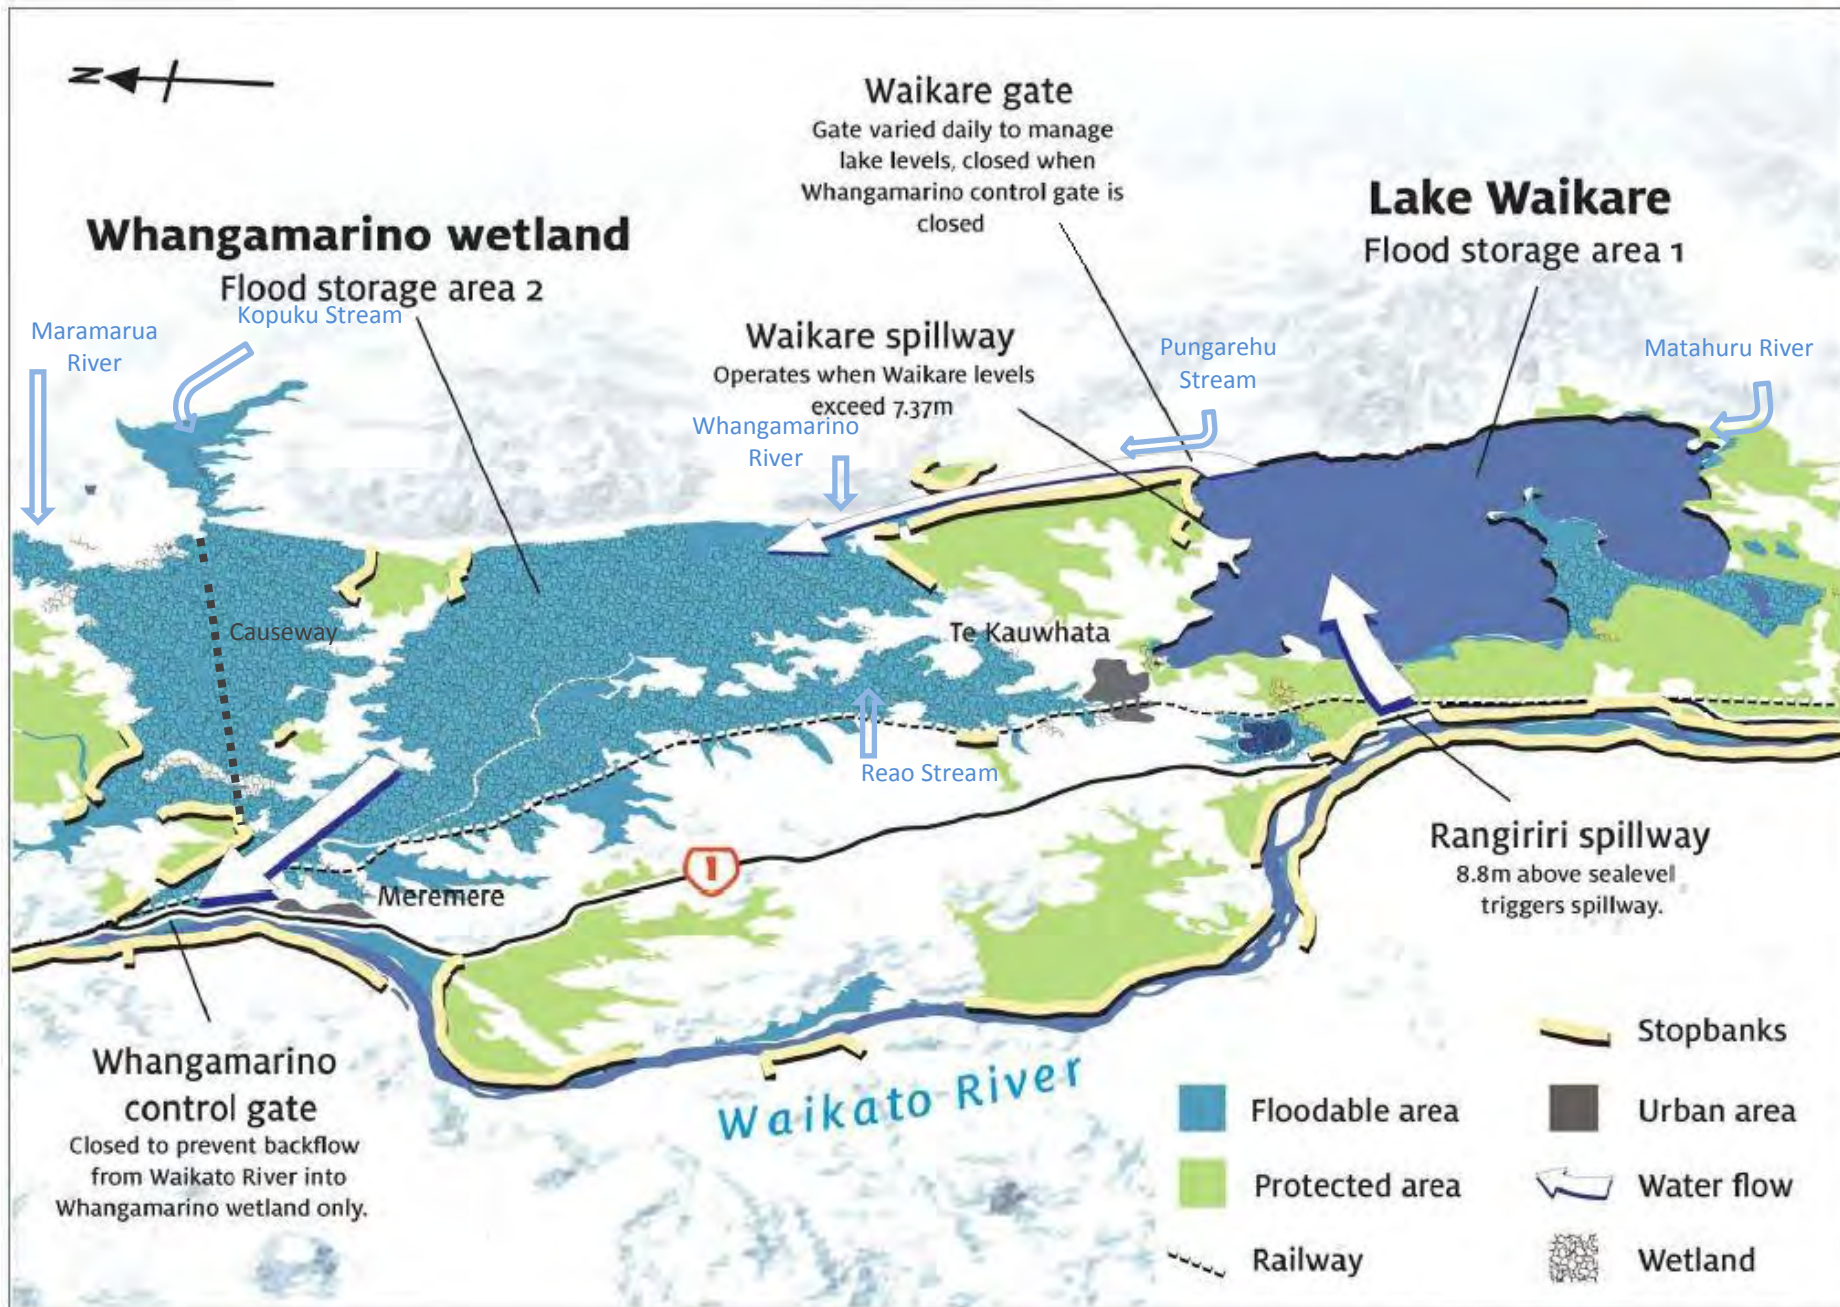 N
Waikare gate
Gate varied daily to manage
lake levels, closed when
Whangamarino control gate is
closed
Lake Waikare
Flood storage area 1
Whangamarino wetland
Flood storage area 2
Kopuku Stream
Maramarua
River
Waikare spillway
Operates when Waikare levels
exceed 7.37m
Pungarehu
Stream
Matahuru River
Whangamarino
River
Causeway
Te Kauwhata
Reao Stream
Rangiriri spillway
8.8m above sealevel
triggers spillway.
1
Meremere
Whangamarino
control gate
Closed to prevent backflow
from Waikato River into
Whangamarino wetland only.
Waikato River
Stopbanks
Floodable area
Urban area
Protected area
Water flow
Railway
Wetland